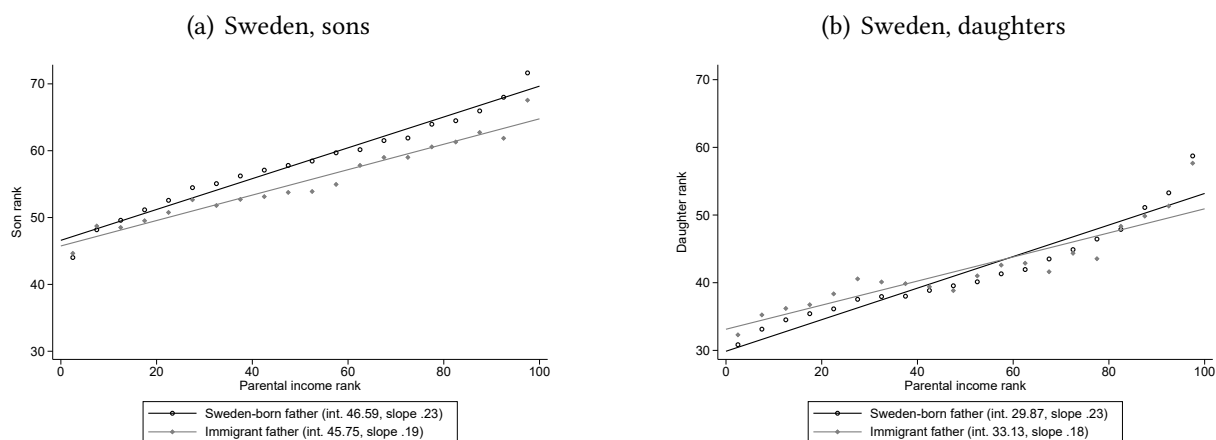 (a) Sweden, sons
70
60
50
40
30
Son rank
0 20 40 60 80 100
Parental income rank
Sweden-born father (int. 46.59, slope .23)
Immigrant father (int. 45.75, slope .19)
(b) Sweden, daughters
70
60
50
40
30
Daughter rank
0 20 40 60 80 100
Parental income rank
Sweden-born father (int. 29.87, slope .23)
Immigrant father (int. 33.13, slope .18)